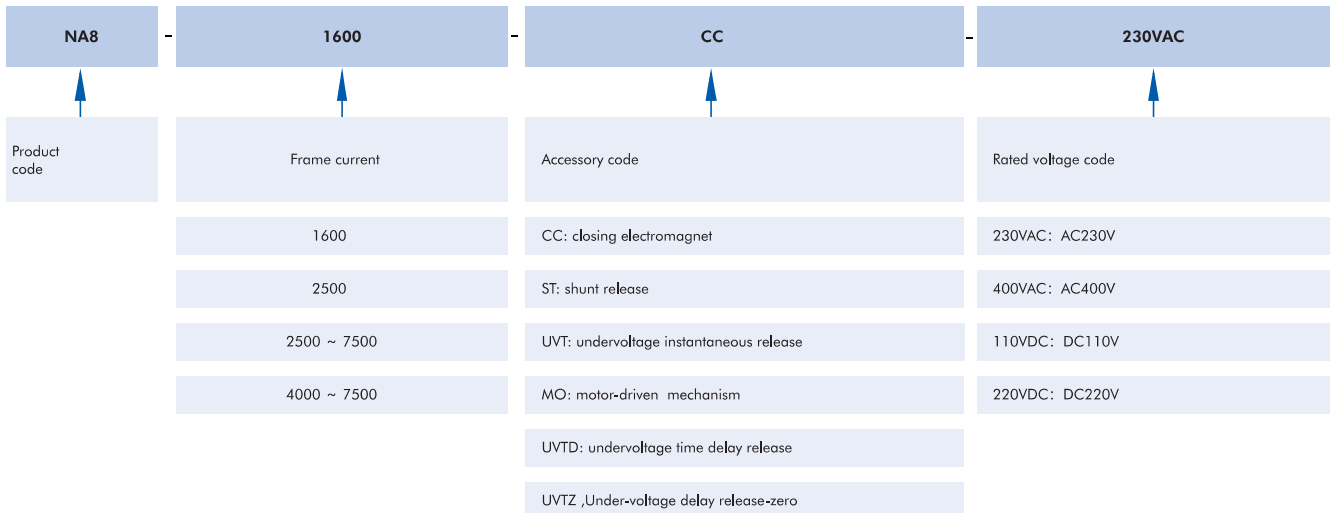 NA8 - 1600 - CC - 230VAC
Product
code
Frame current
Accessory code
Rated voltage code
1600
CC: closing electromagnet
230VAC: AC230V
2500
ST: shunt release
400VAC: AC400V
2500 ~ 7500
UVT: undervoltage instantaneous release
110VDC: DC110V
4000 ~ 7500
MO: motor-driven mechanism
220VDC: DC220V
UVTD: undervoltage time delay release
UVTZ ,Under-voltage delay release-zero